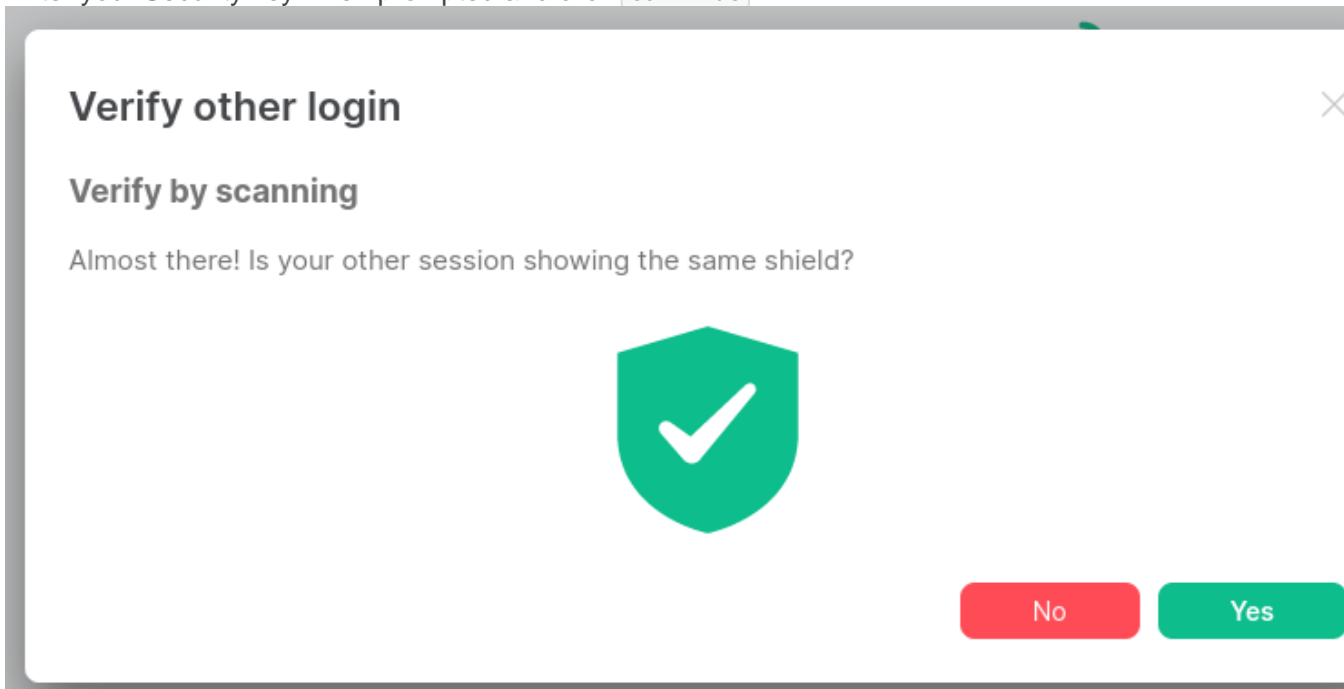 Verify other login
Verify by scanning
Almost there! Is your other session showing the same shield?
No
Yes